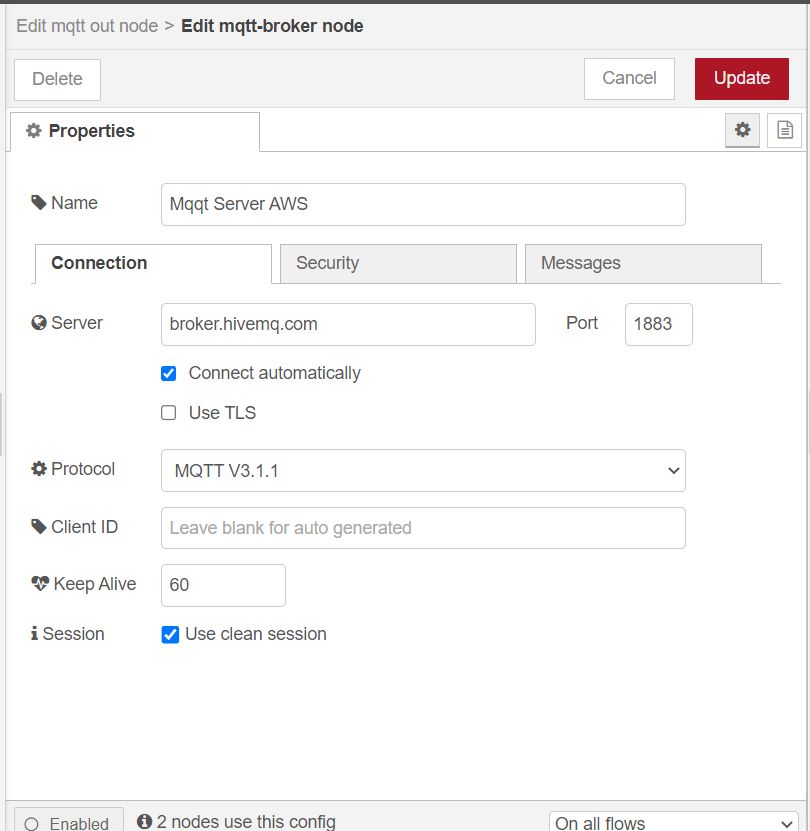 Edit mqtt out node > Edit mqtt-broker node
Delete Cancel Update
Properties
Name Mqqt Server AWS
Connection Security Messages
Server broker.hivemq.com Port 1883
Connect automatically
Use TLS
Protocol MQTT V3.1.1
Client ID Leave blank for auto generated
Keep Alive 60
Session Use clean session
Enabled 2 nodes use this config On all flows